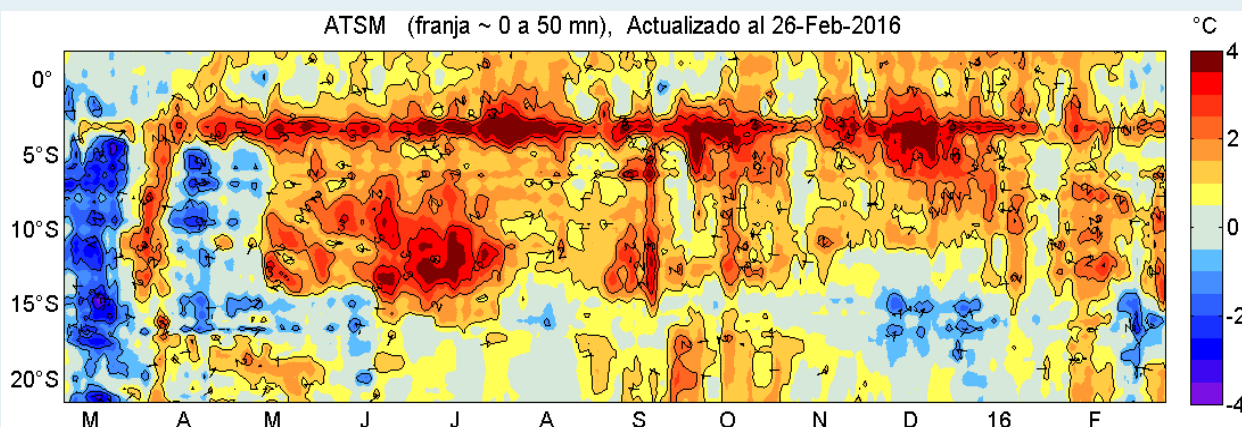 ATSM (franja ~ 0 a 50 mn), Actualizado al 26-Feb-2016
°C
0°
5°S
10°S
15°S
20°S
M A M J J A S O N D 16 F
4
2
0
-2
-4